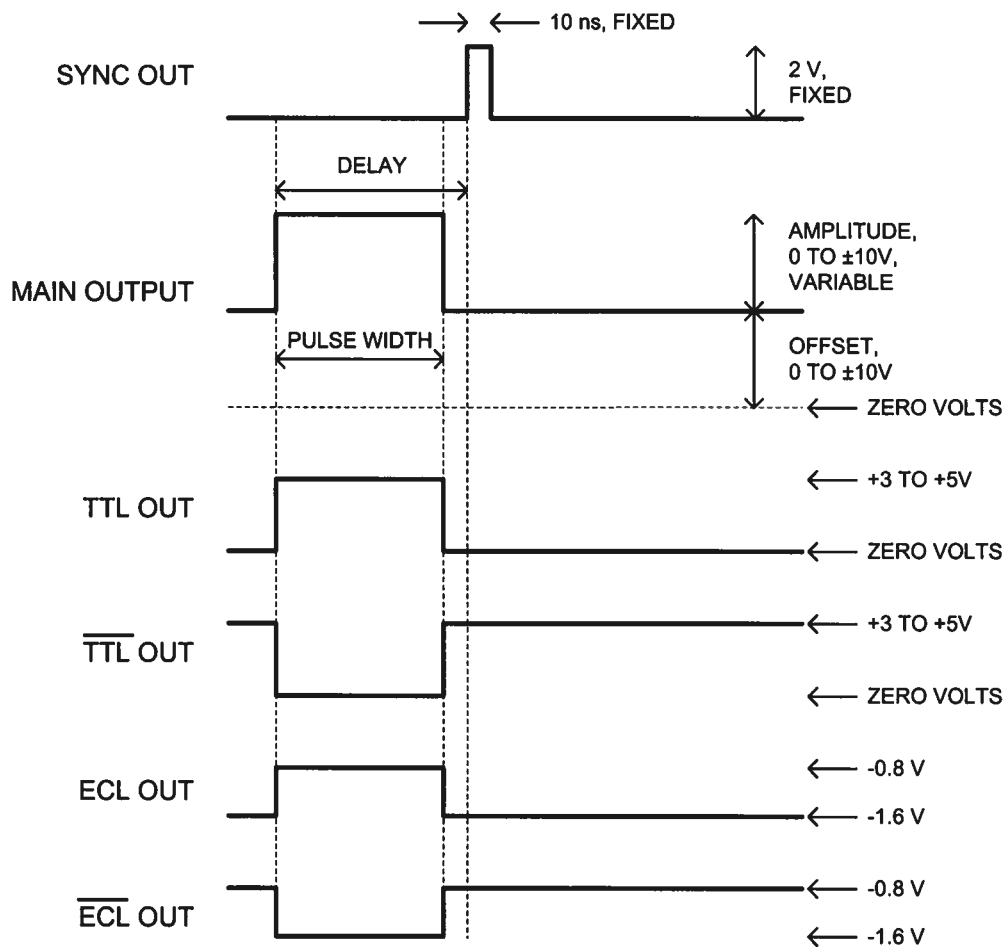 10 ns, FIXED
SYNC OUT
2 V,
FIXED
DELAY
AMPLITUDE,
0 TO ±10V,
VARIABLE
MAIN OUTPUT
PULSE WIDTH
OFFSET,
0 TO ±10V
ZERO VOLTS
+3 TO +5V
TTL OUT
ZERO VOLTS
+3 TO +5V
T̅T̅L̅ OUT
ZERO VOLTS
-0.8 V
ECL OUT
-1.6 V
-0.8 V
E̅C̅L̅ OUT
-1.6 V